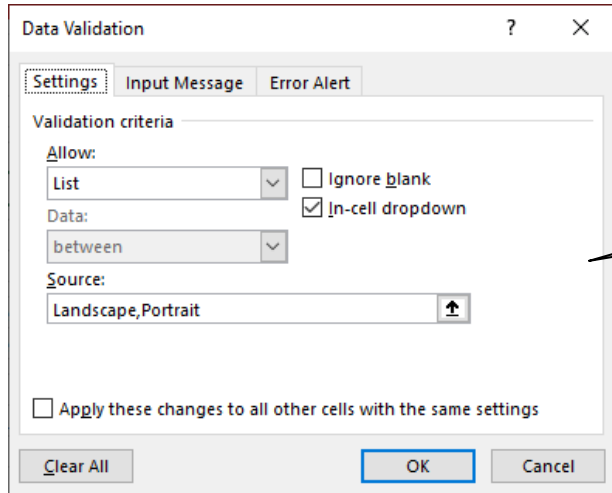 Data Validation
Settings Input Message Error Alert
Validation criteria
Allow:
List
Ignore blank
In-cell dropdown
Data:
between
Source:
Landscape,Portrait
Apply these changes to all other cells with the same settings
Clear All OK Cancel